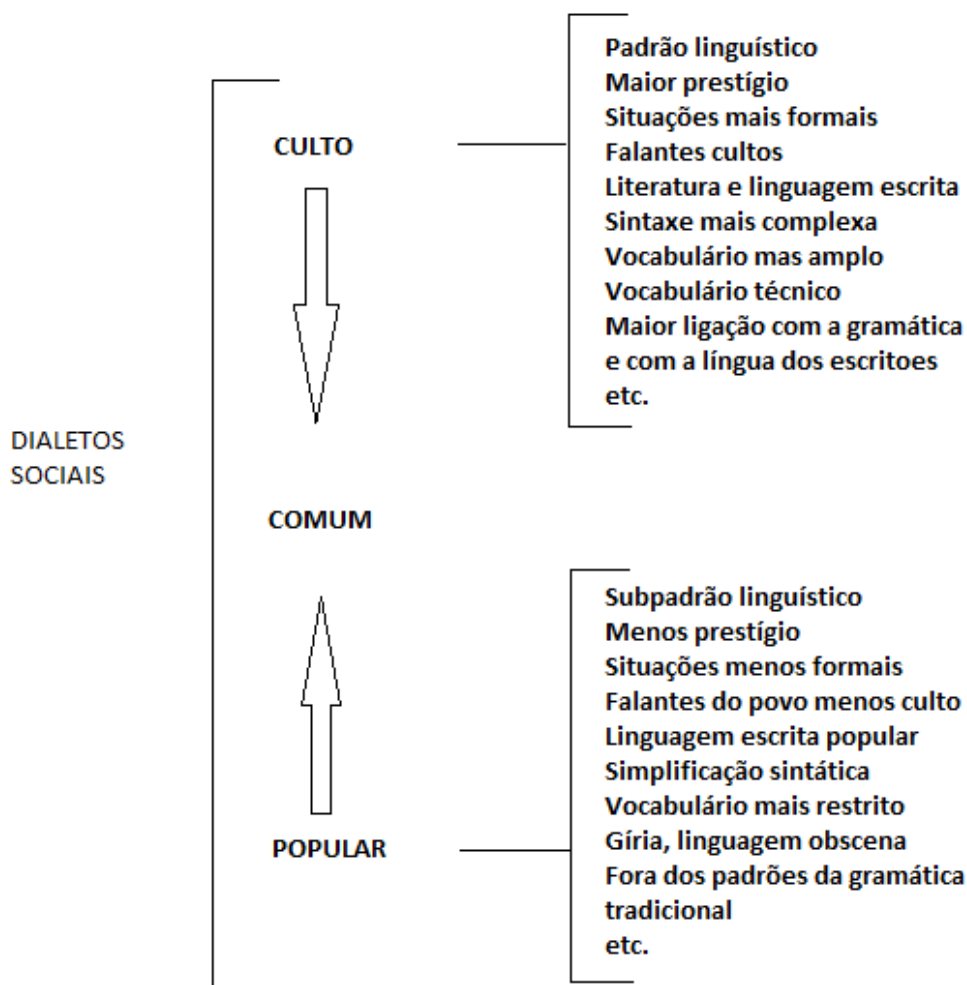 DIALETOS
SOCIAIS
CULTO
Padrão linguístico
Maior prestígio
Situações mais formais
Falantes cultos
Literatura e linguagem escrita
Sintaxe mais complexa
Vocabulário mas amplo
Vocabulário técnico
Maior ligação com a gramática
e com a língua dos escritoes
etc.
COMUM
POPULAR
Subpadrão linguístico
Menos prestígio
Situações menos formais
Falantes do povo menos culto
Linguagem escrita popular
Simplificação sintática
Vocabulário mais restrito
Gíria, linguagem obscena
Fora dos padrões da gramática
tradicional
etc.